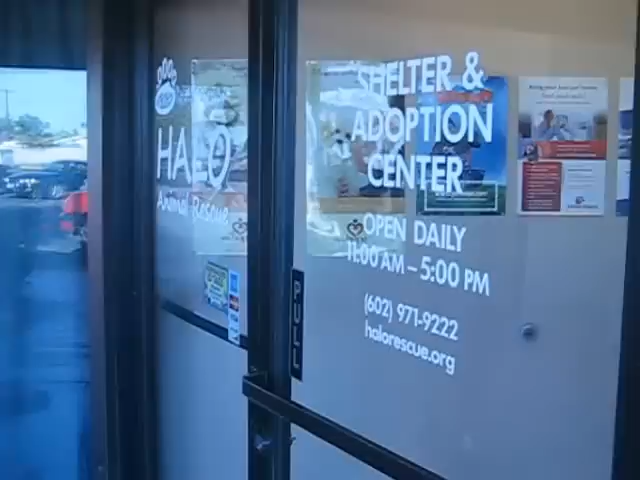 HALO
Animal Rescue
PULL
SHELTER &
ADOPTION
CENTER
OPEN DAILY
11:00 AM – 5:00 PM
(602) 971-9222
halorescue.org